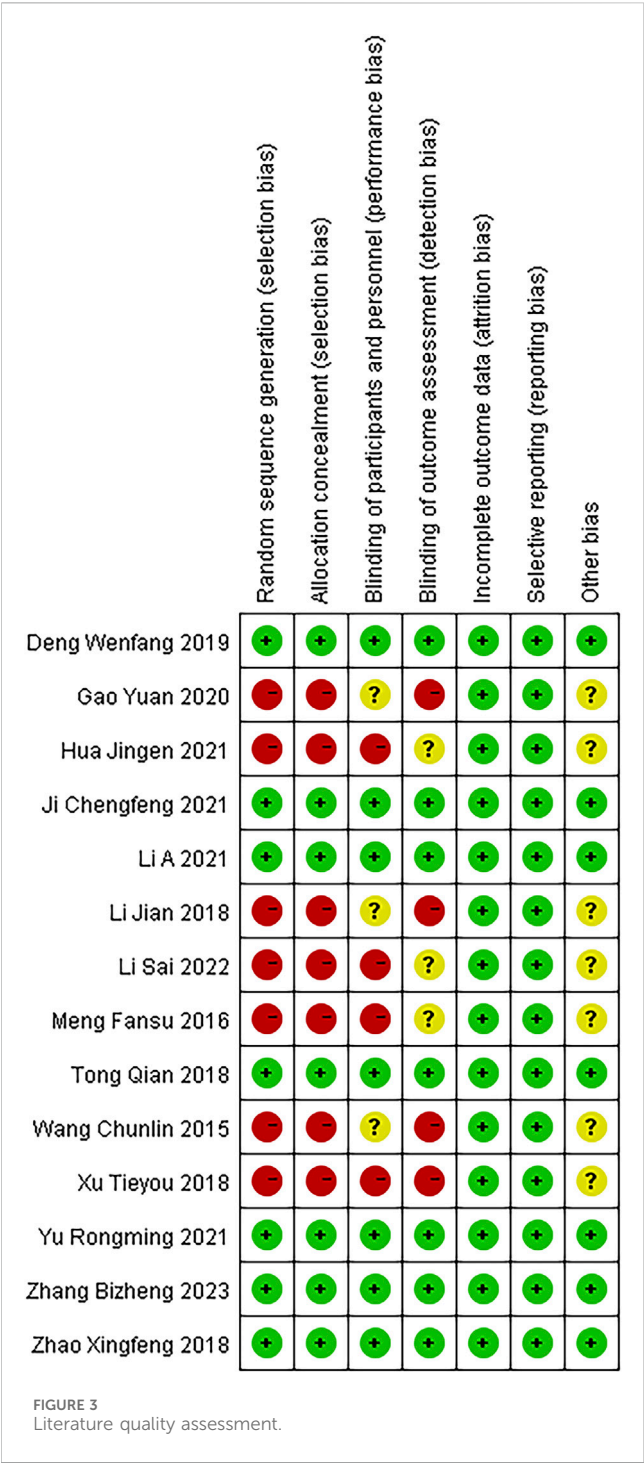 Random sequence generation (selection bias)
Allocation concealment (selection bias)
Blinding of participants and personnel (performance bias)
Blinding of outcome assessment (detection bias)
Incomplete outcome data (attrition bias)
Selective reporting (reporting bias)
Other bias
Deng Wenfang 2019 + + + + + + +
Gao Yuan 2020 - - ? - + + ?
Hua Jingen 2021 - - - ? + + ?
Ji Chengfeng 2021 + + + + + + +
Li A 2021 + + + + + + +
Li Jian 2018 - - ? - + + ?
Li Sai 2022 - - - ? + + ?
Meng Fansu 2016 - - - ? + + ?
Tong Qian 2018 + + + + + + +
Wang Chunlin 2015 - - ? - + + ?
Xu Tieyou 2018 - - - - + + ?
Yu Rongming 2021 + + + + + + +
Zhang Bizheng 2023 + + + + + + +
Zhao Xingfeng 2018 + + + + + + +
FIGURE 3
Literature quality assessment.